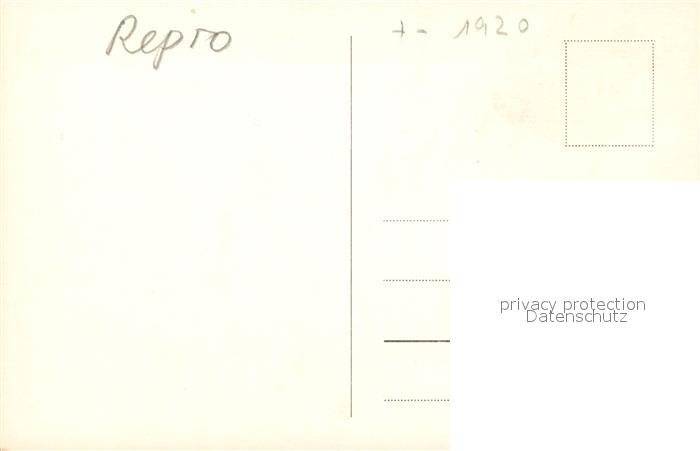 Repro
+- 1920
privacy protection
Datenschutz